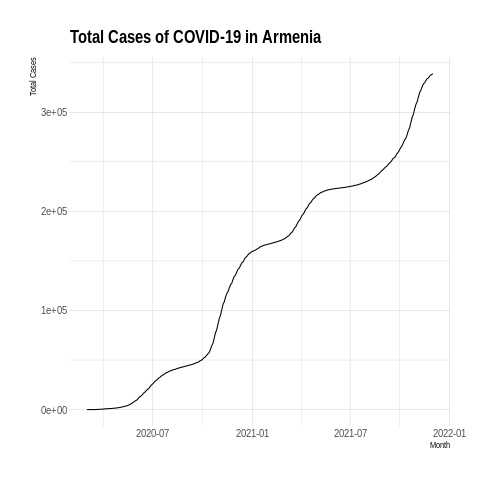 Total Cases of COVID-19 in Armenia
Total Cases
3e+05
2e+05
1e+05
0e+00
2020-07 2021-01 2021-07 2022-01
Month